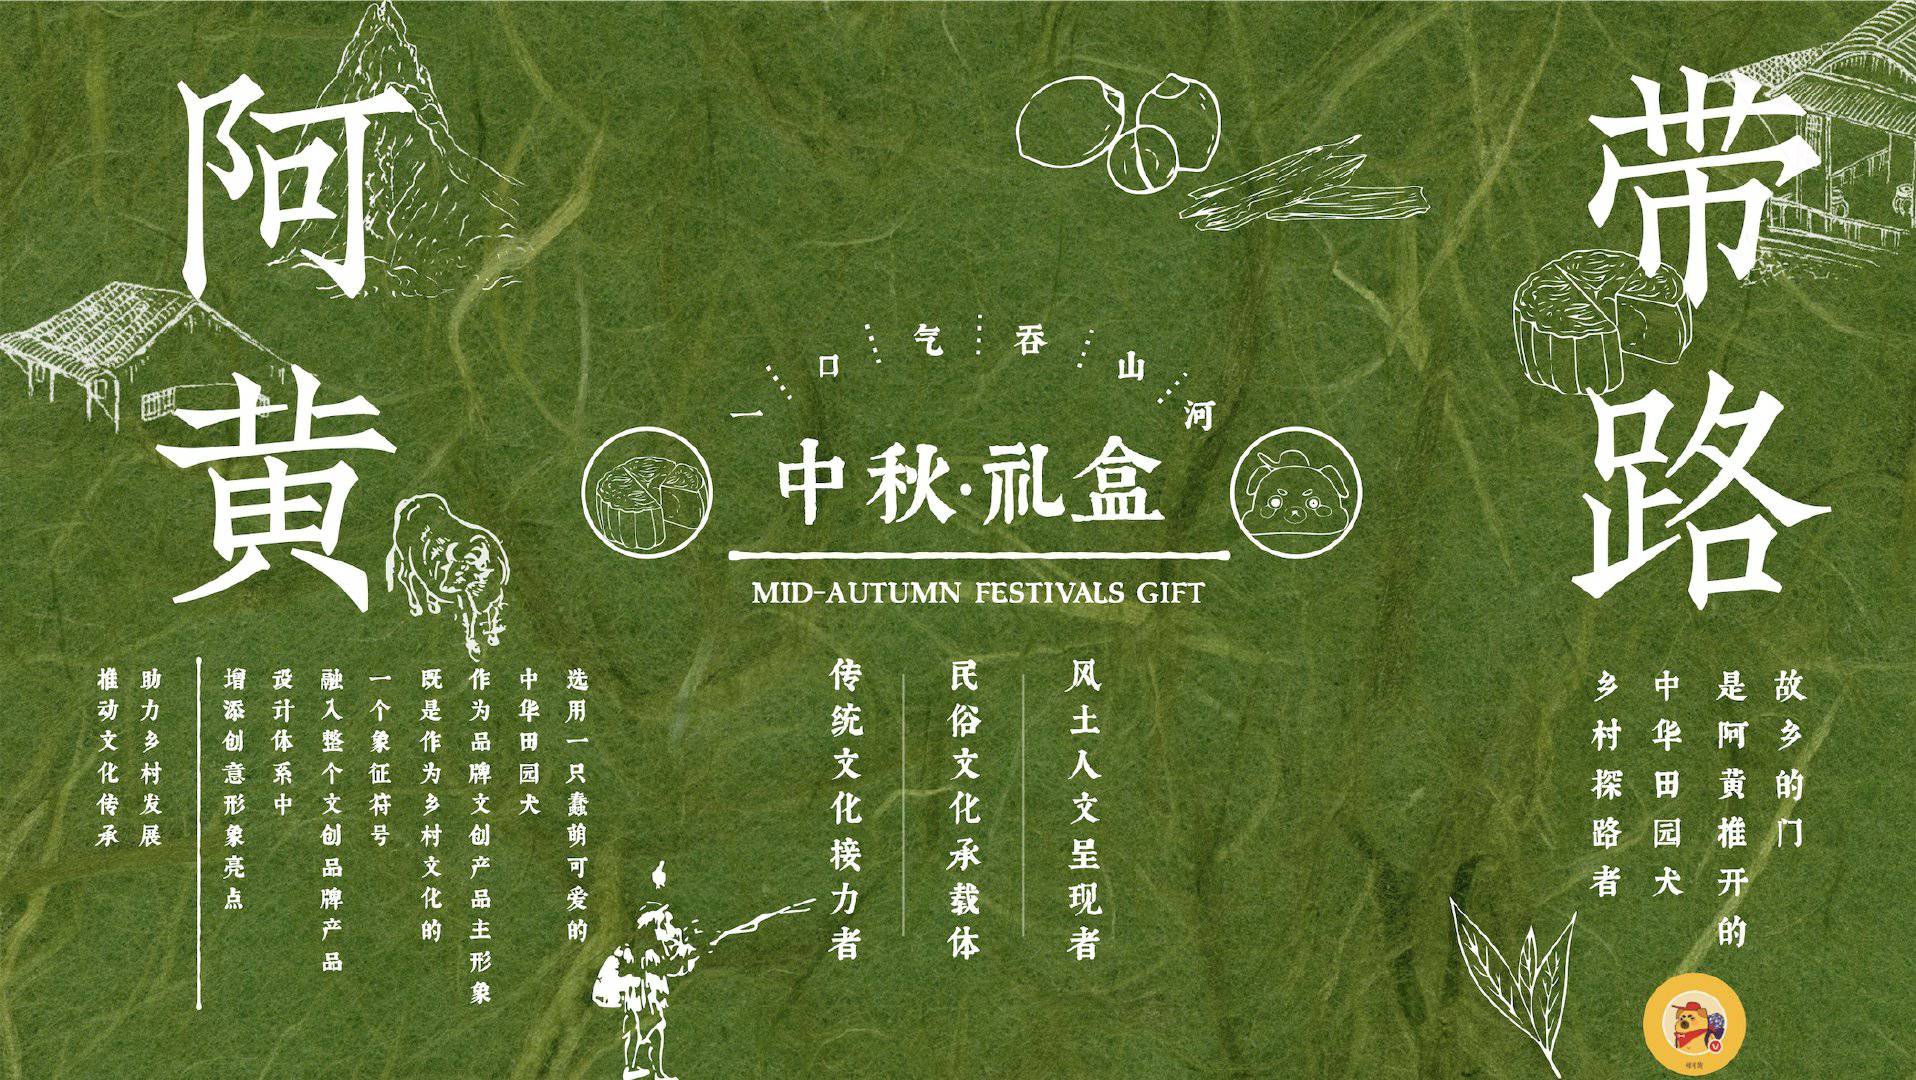 阿黄
带路
一口气吞山河
中秋·礼盒
MID-AUTUMN FESTIVALS GIFT
风土人文呈现者
民俗文化承载体
传统文化接力者
故乡的门
是阿黄推开的
中华田园犬
乡村探路者
选用一只蠢萌可爱的
中华田园犬
作为品牌文创产品主形象
既是作为乡村文化的
一个象征符号
融入整个文创品牌产品
设计体系中
增添创意形象亮点
助力乡村发展
推动文化传承